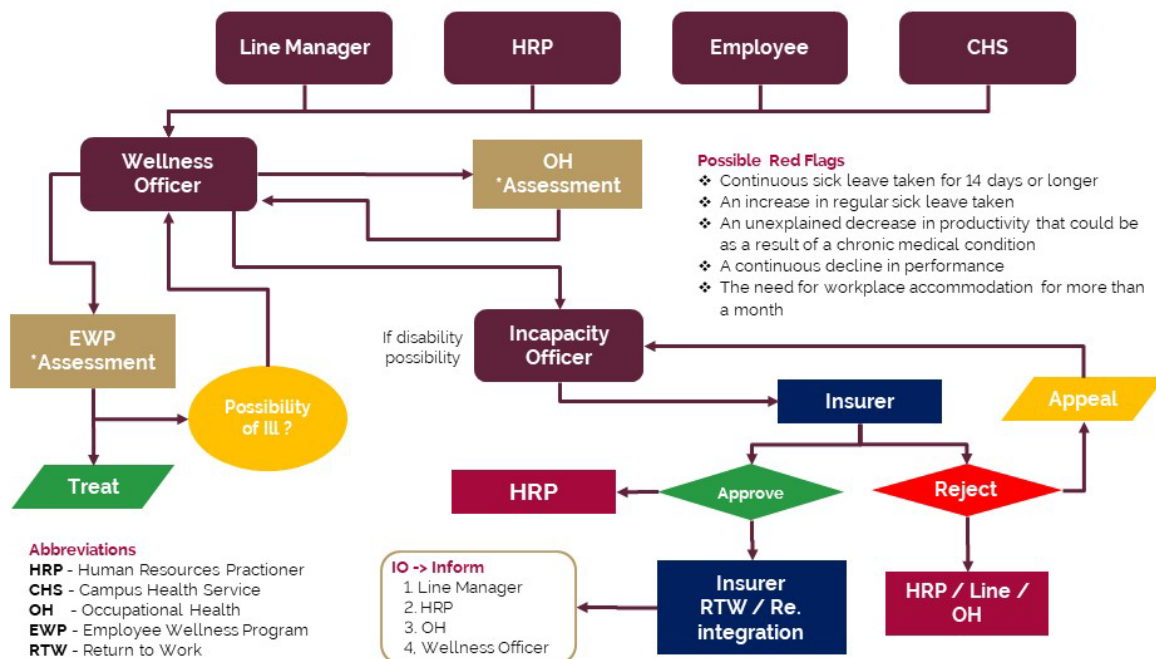 Line Manager
HRP
Employee
CHS
Wellness
Officer
OH
*Assessment
Possible Red Flags
❖ Continuous sick leave taken for 14 days or longer
❖ An increase in regular sick leave taken
❖ An unexplained decrease in productivity that could be
as a result of a chronic medical condition
❖ A continuous decline in performance
❖ The need for workplace accommodation for more than
a month
EWP
*Assessment
If disability
possibility
Incapacity
Officer
Possibility
of Ill ?
Insurer
Appeal
Treat
HRP
Approve
Reject
Abbreviations
HRP - Human Resources Practioner
CHS - Campus Health Service
OH - Occupational Health
EWP - Employee Wellness Program
RTW - Return to Work
IO -> Inform
1. Line Manager
2. HRP
3. OH
4, Wellness Officer
Insurer
RTW / Re.
integration
HRP / Line /
OH